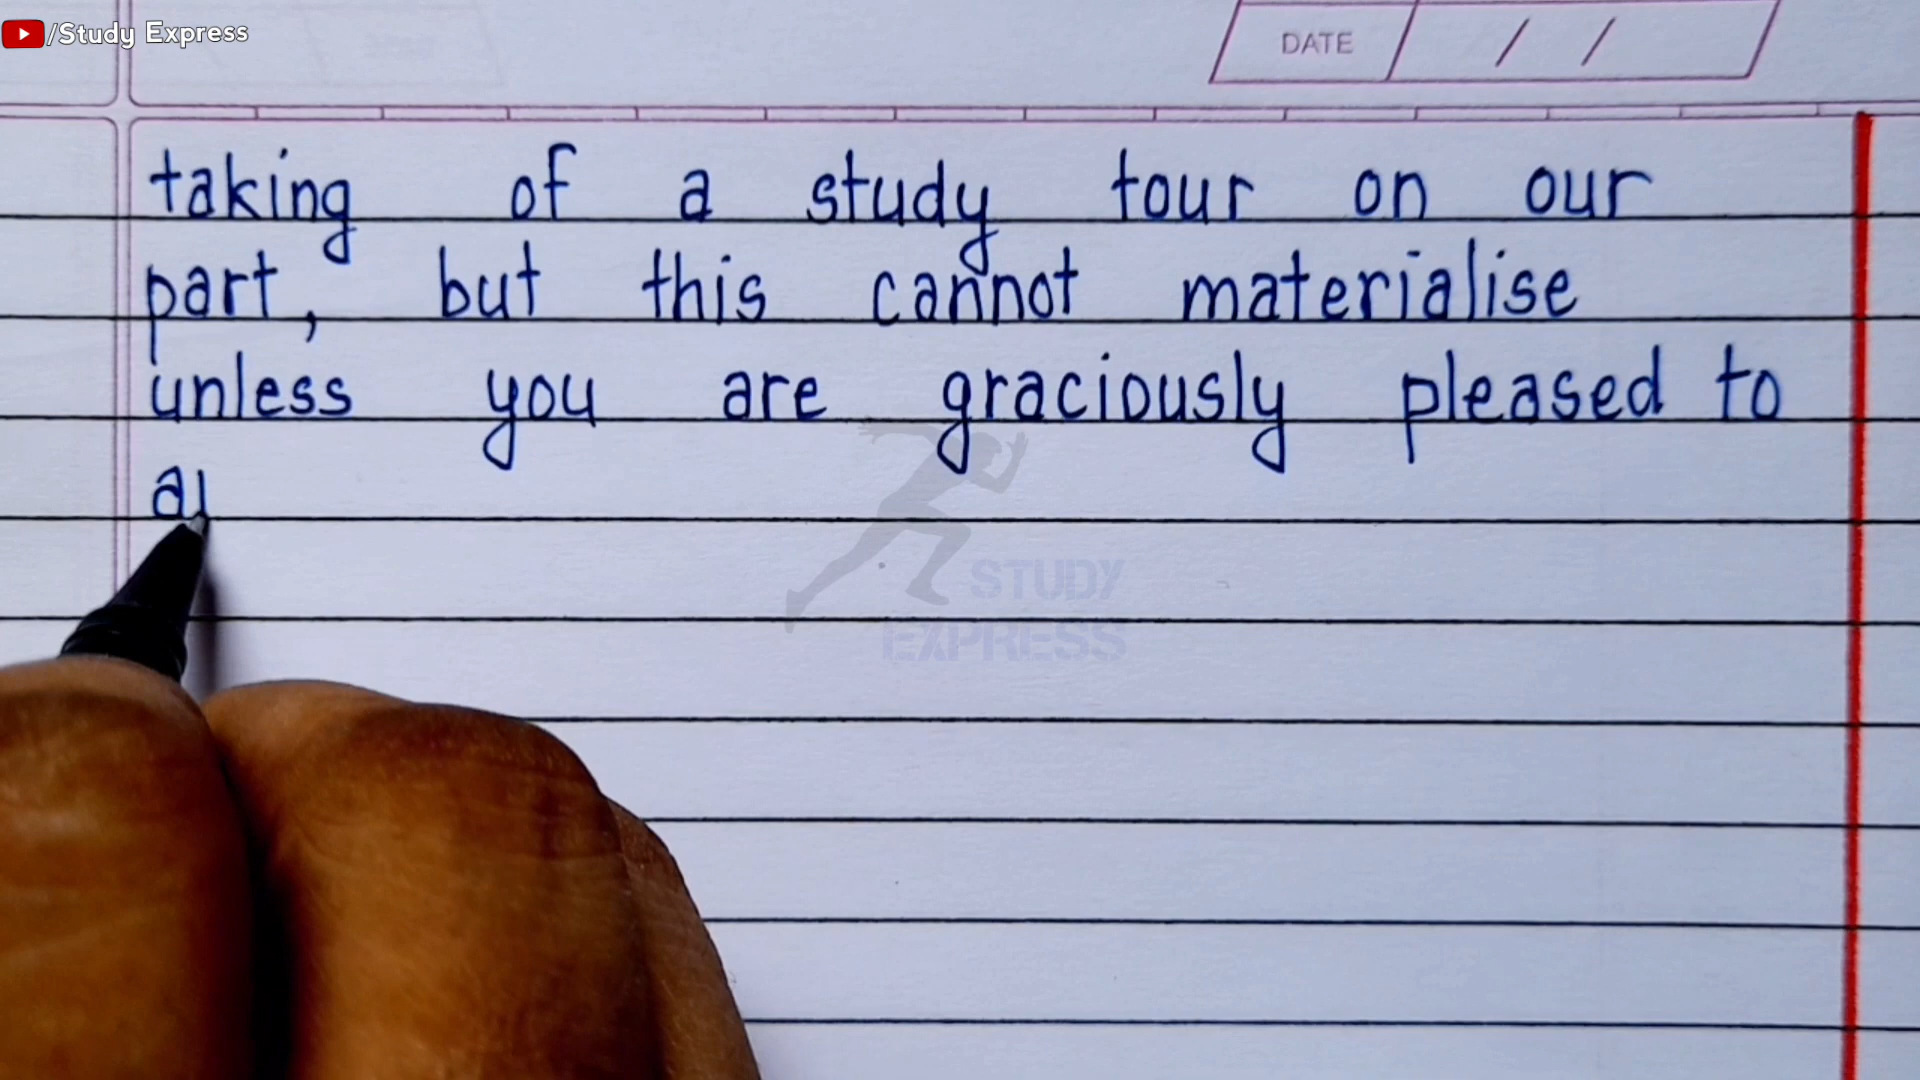 /Study Express
DATE / /
taking of a study tour on our
part, but this cannot materialise
unless you are graciously pleased to
STUDY
EXPRESS